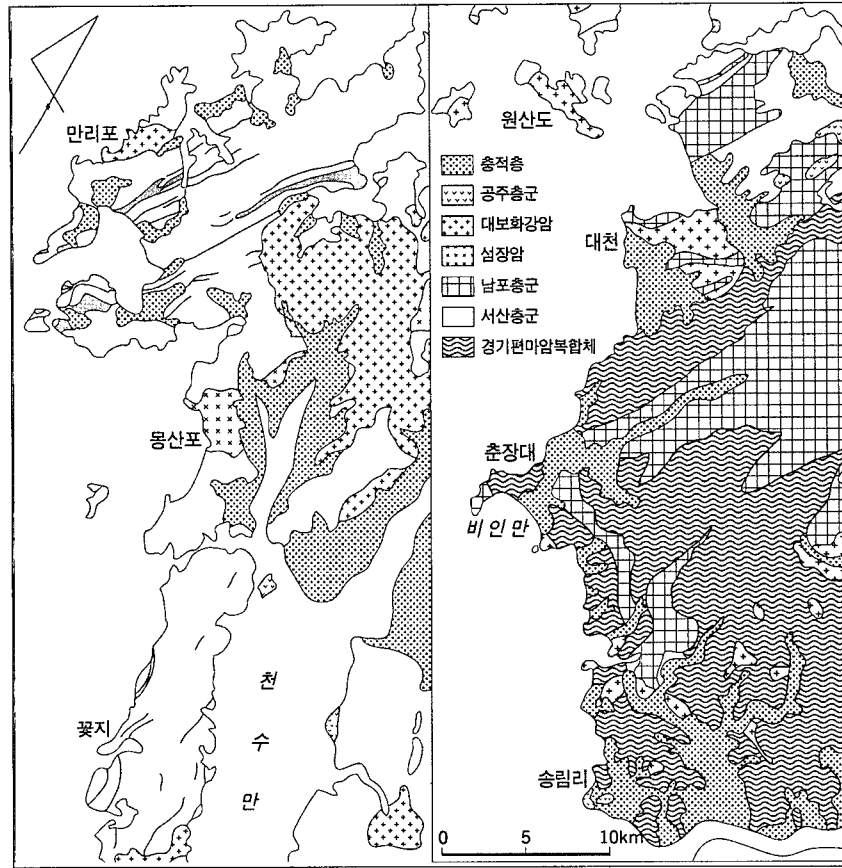 만리포
몽산포
꽃지
천
수
만
원산도
충적층
공주층군
대보화강암
섬장암
남포층군
서산층군
경기편마암복합체
대천
춘장대
비인만
송림리
0 10km